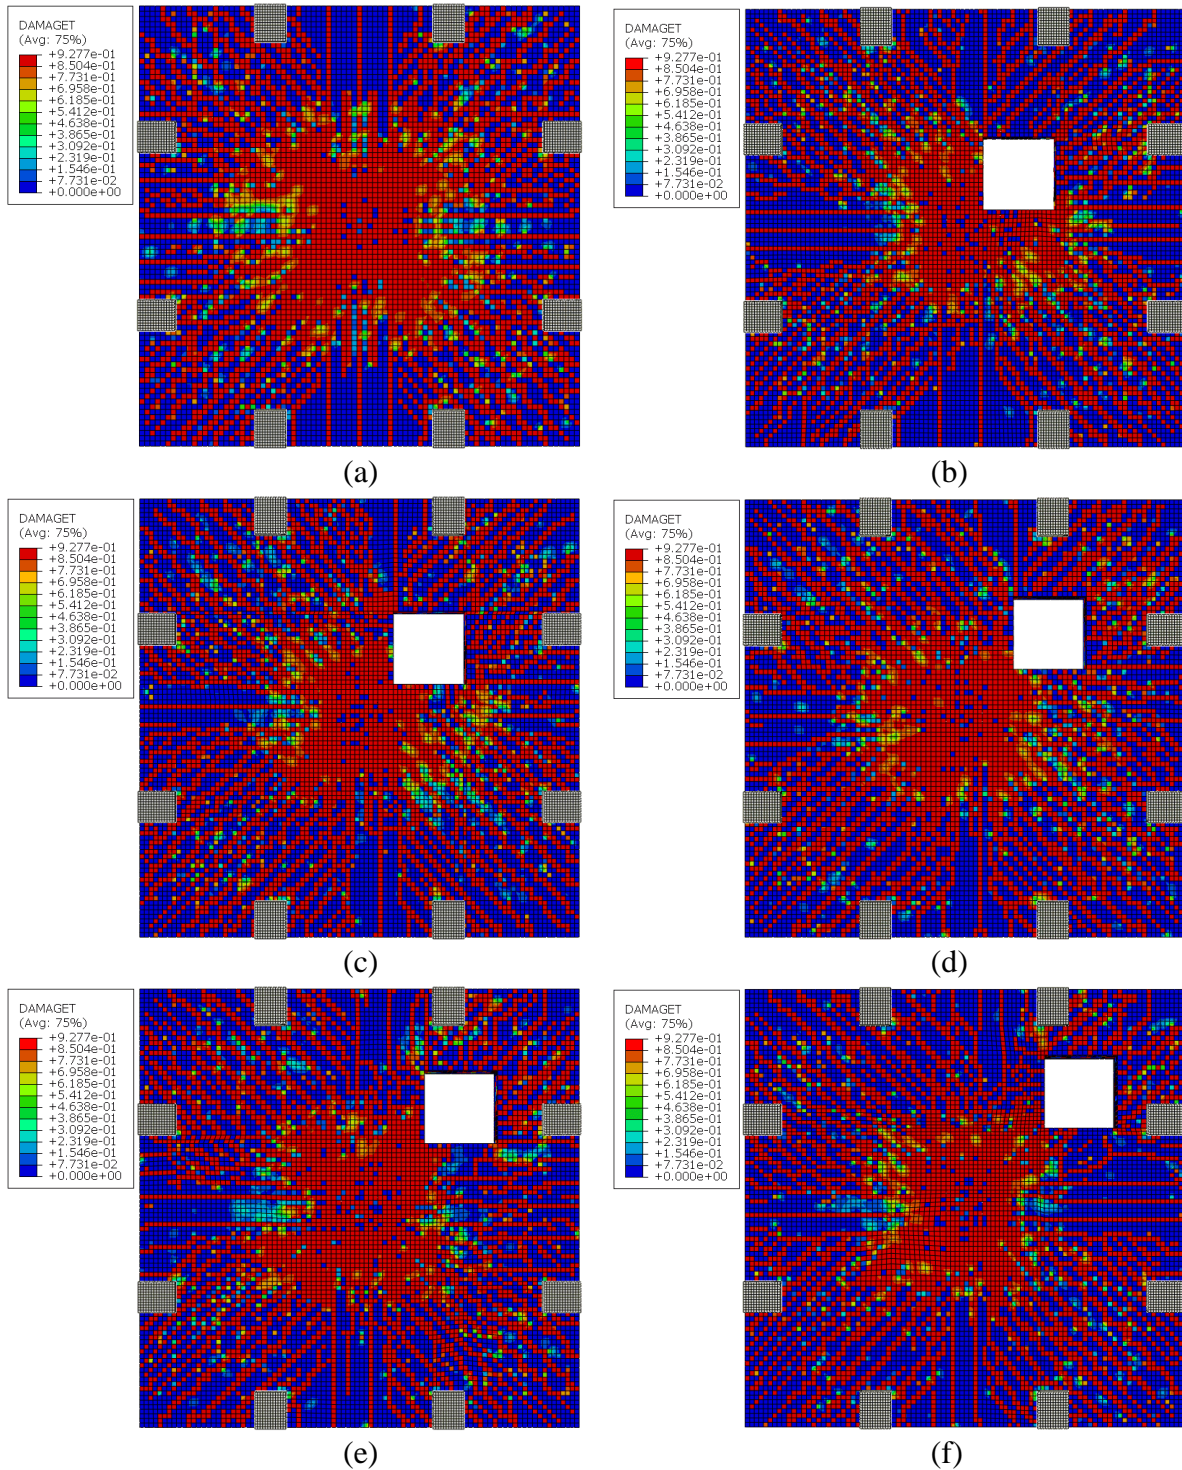 DAMAGET
(Avg: 75%)
+9.277e-01
+8.504e-01
+7.731e-01
+6.958e-01
+6.185e-01
+5.412e-01
+4.638e-01
+3.865e-01
+3.092e-01
+2.319e-01
+1.546e-01
+7.731e-02
+0.000e+00
(a)
DAMAGET
(Avg: 75%)
+9.277e-01
+8.504e-01
+7.731e-01
+6.958e-01
+6.185e-01
+5.412e-01
+4.638e-01
+3.865e-01
+3.092e-01
+2.319e-01
+1.546e-01
+7.731e-02
+0.000e+00
(b)
DAMAGET
(Avg: 75%)
+9.277e-01
+8.504e-01
+7.731e-01
+6.958e-01
+6.185e-01
+5.412e-01
+4.638e-01
+3.865e-01
+3.092e-01
+2.319e-01
+1.546e-01
+7.731e-02
+0.000e+00
(c)
DAMAGET
(Avg: 75%)
+9.277e-01
+8.504e-01
+7.731e-01
+6.958e-01
+6.185e-01
+5.412e-01
+4.638e-01
+3.865e-01
+3.092e-01
+2.319e-01
+1.546e-01
+7.731e-02
+0.000e+00
(d)
DAMAGET
(Avg: 75%)
+9.277e-01
+8.504e-01
+7.731e-01
+6.958e-01
+6.185e-01
+5.412e-01
+4.638e-01
+3.865e-01
+3.092e-01
+2.319e-01
+1.546e-01
+7.731e-02
+0.000e+00
(e)
DAMAGET
(Avg: 75%)
+9.277e-01
+8.504e-01
+7.731e-01
+6.958e-01
+6.185e-01
+5.412e-01
+4.638e-01
+3.865e-01
+3.092e-01
+2.319e-01
+1.546e-01
+7.731e-02
+0.000e+00
(f)